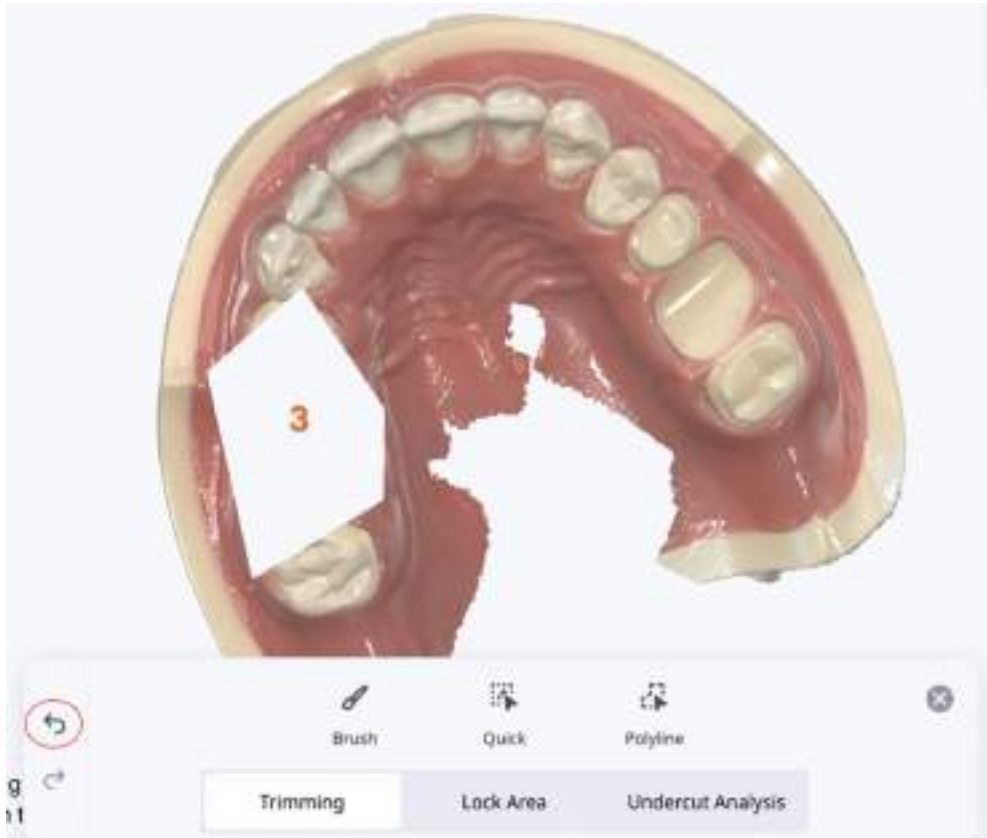 3
Brush
Quick
Polyline
g
n t
Trimming
Lock Area
Undercut Analysis